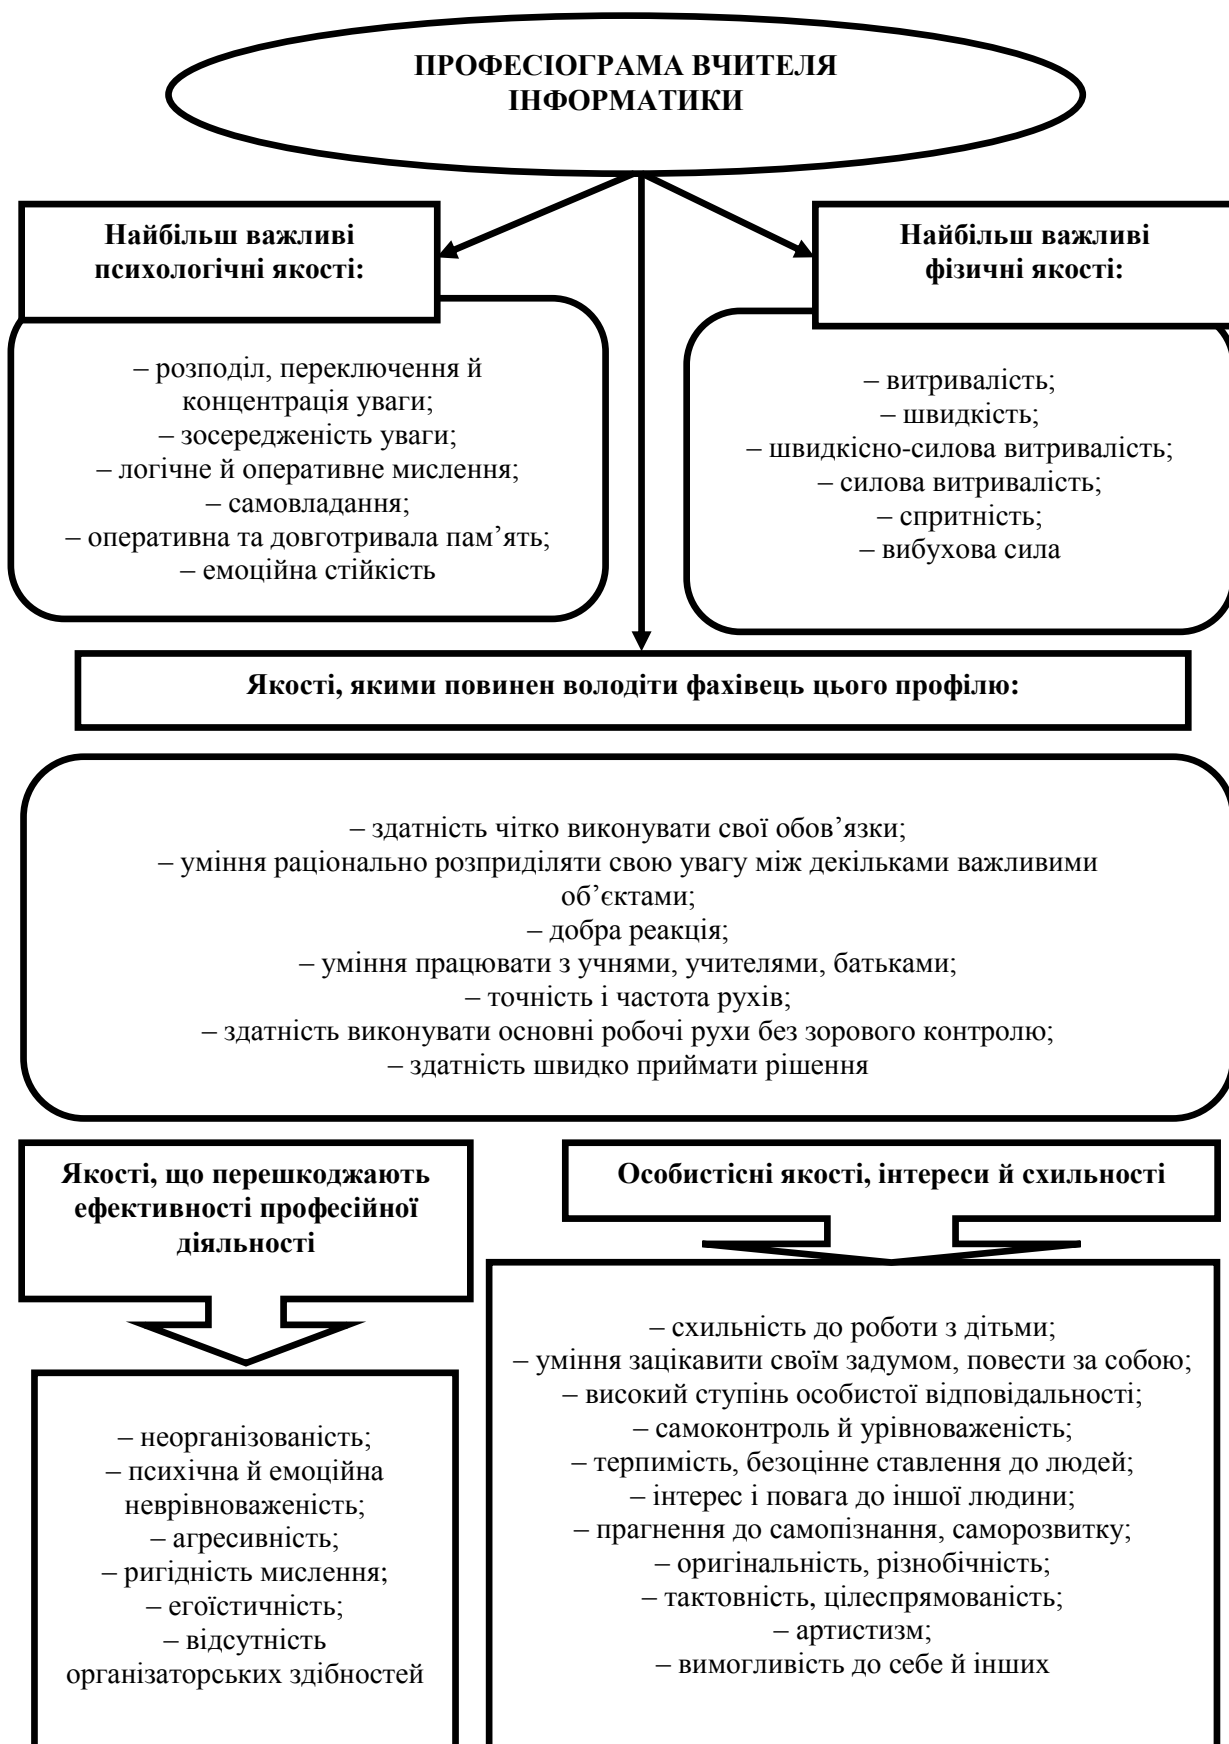 ПРОФЕСІОГРАМА ВЧИТЕЛЯ
ІНФОРМАТИКИ
Найбільш важливі
психологічні якості:
– розподіл, переключення й
концентрація уваги;
– зосередженість уваги;
– логічне й оперативне мислення;
– самовладання;
– оперативна та довготривала пам’ять;
– емоційна стійкість
Найбільш важливі
фізичні якості:
– витривалість;
– швидкість;
– швидкісно-силова витривалість;
– силова витривалість;
– спритність;
– вибухова сила
Якості, якими повинен володіти фахівець цього профілю:
– здатність чітко виконувати свої обов’язки;
– уміння раціонально розприділяти свою увагу між декільками важливими
об’єктами;
– добра реакція;
– уміння працювати з учнями, учителями, батьками;
– точність і частота рухів;
– здатність виконувати основні робочі рухи без зорового контролю;
– здатність швидко приймати рішення
Якості, що перешкоджають
ефективності професійної
діяльності
– неорганізованість;
– психічна й емоційна
неврівноваженість;
– агресивність;
– ригідність мислення;
– егоїстичність;
– відсутність
організаторських здібностей
Особистісні якості, інтереси й схильності
– схильність до роботи з дітьми;
– уміння зацікавити своїм задумом, повести за собою;
– високий ступінь особистої відповідальності;
– самоконтроль й урівноваженість;
– терпимість, безоцінне ставлення до людей;
– інтерес і повага до іншої людини;
– прагнення до самопізнання, саморозвитку;
– оригінальність, різнобічність;
– тактовність, цілеспрямованість;
– артистизм;
– вимогливість до себе й інших